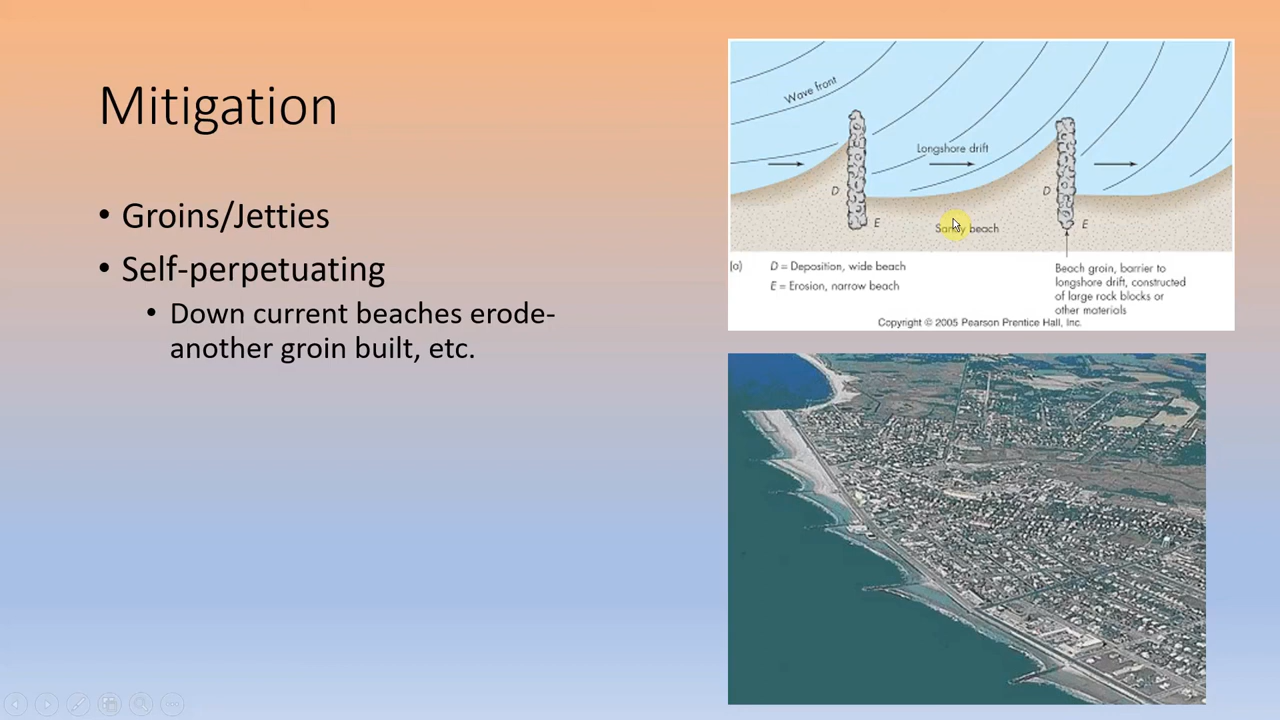 Mitigation
• Groins/Jetties
• Self-perpetuating
• Down current beaches erode-
another groin built, etc.
Wave front
Longshore drift
D
E
Sandy beach
D
E
(a)
D = Deposition, wide beach
E = Erosion, narrow beach
Beach groin, barrier to
longshore drift, constructed
of large rock blocks or
other materials
Copyright © 2005 Pearson Prentice Hall, Inc.